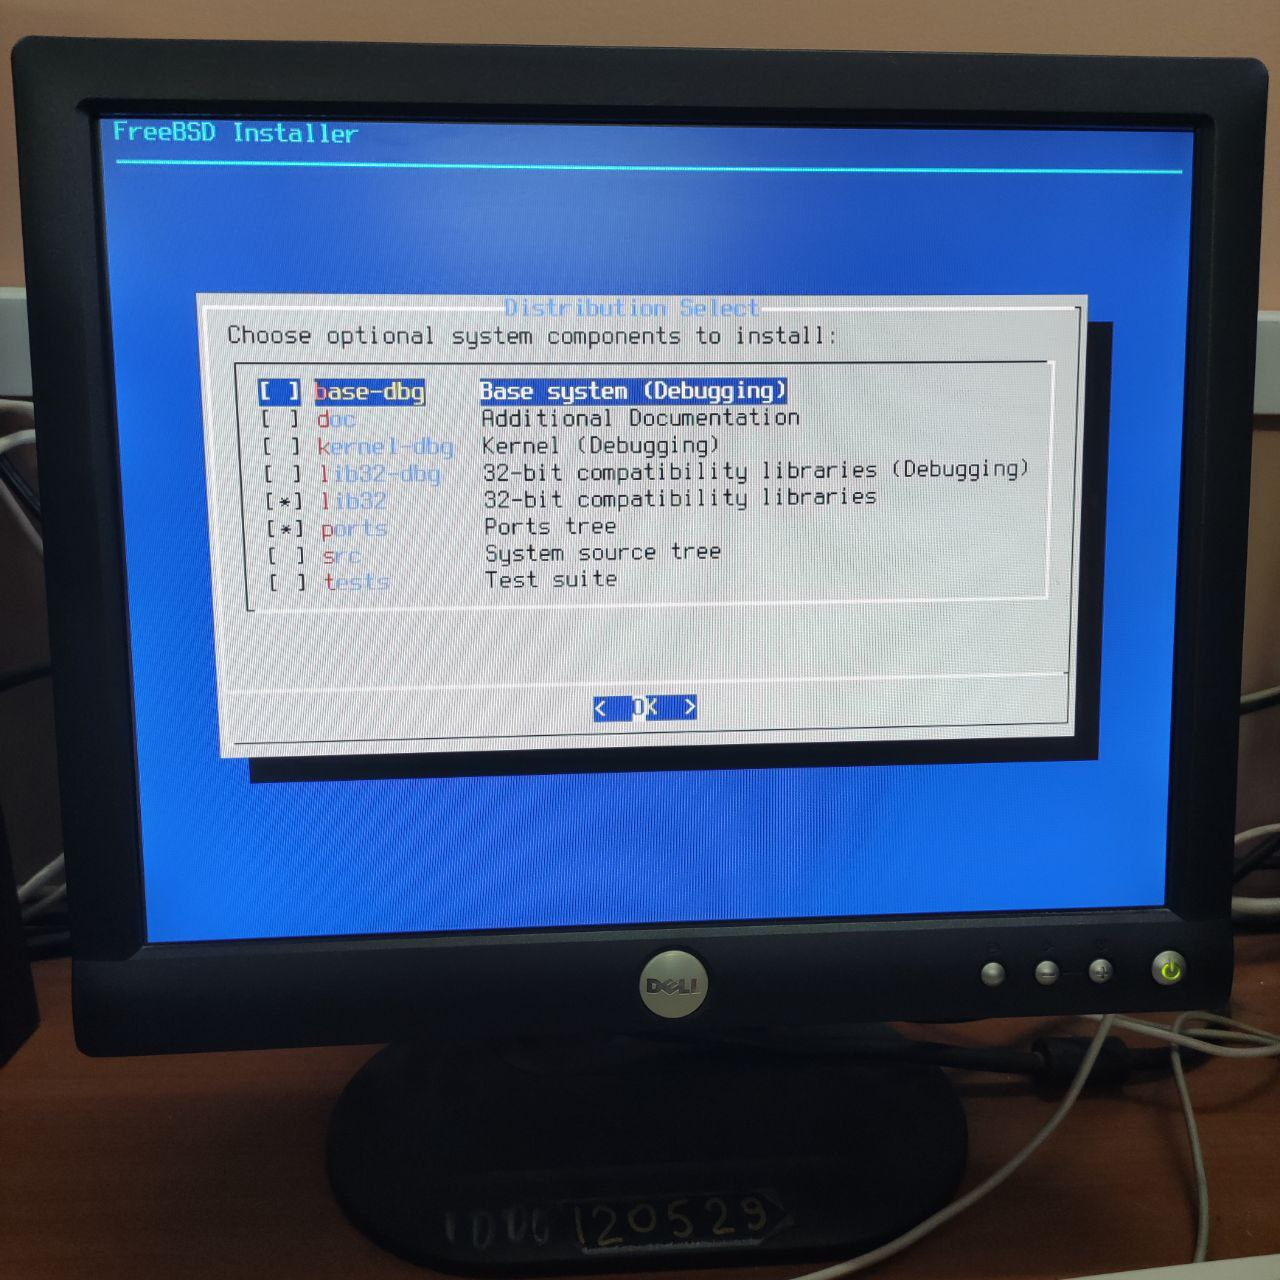 FreeBSD Installer
Distribution Select
Choose optional system components to install:
[ ] base-dbg Base system (Debugging)
[ ] doc Additional Documentation
[ ] kernel-dbg Kernel (Debugging)
[ ] lib32-dbg 32-bit compatibility libraries (Debugging)
[*] lib32 32-bit compatibility libraries
[*] ports Ports tree
[ ] src System source tree
[ ] tests Test suite
< OK >
DELL
120529